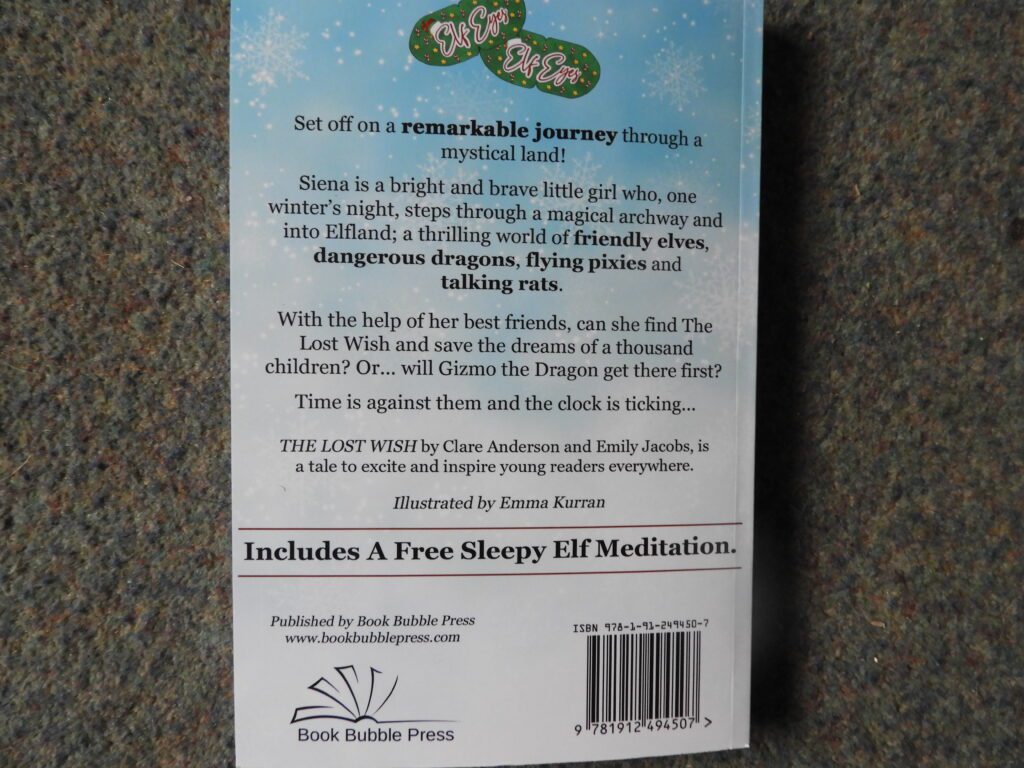 Elf Eyes
Elf Eyes
Set off on a remarkable journey through a
mystical land!
Siena is a bright and brave little girl who, one
winter's night, steps through a magical archway and
into Elfland; a thrilling world of friendly elves,
dangerous dragons, flying pixies and
talking rats.
With the help of her best friends, can she find The
Lost Wish and save the dreams of a thousand
children? Or... will Gizmo the Dragon get there first?
Time is against them and the clock is ticking...
THE LOST WISH by Clare Anderson and Emily Jacobs, is
a tale to excite and inspire young readers everywhere.
Illustrated by Emma Kurran
Includes A Free Sleepy Elf Meditation.
Published by Book Bubble Press
www.bookbubblepress.com
Book Bubble Press
ISBN 978-1-91-249450-7
9 781912 494507 >